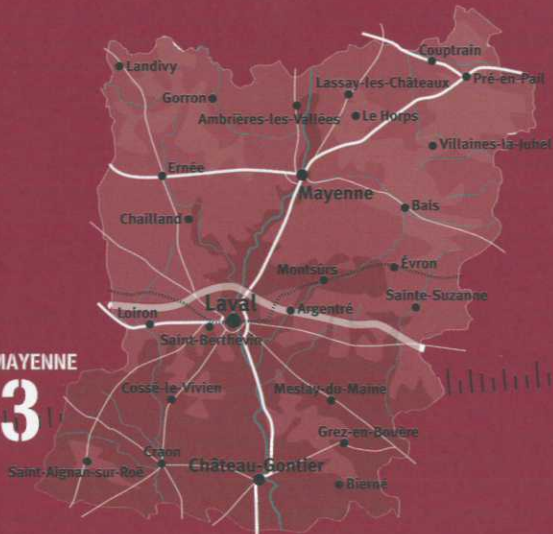 Couptrain
Landivy
Pré-en-Pail
Lassay-les-Châteaux
Gorron
Ambrières-les-Vallées
Le Horps
Villaines-la-Juhel
Ernée
Mayenne
Bais
Chailland
Évron
Montsûrs
Sainte-Suzanne
Laval
Argentré
Loiron
Saint-Berthevin
MAYENNE
3
Cossé-le-Vivien
Meslay-du-Maine
Grez-en-Bouère
Craon
Château-Gontier
Saint-Aignan-sur-Roë
Bierné